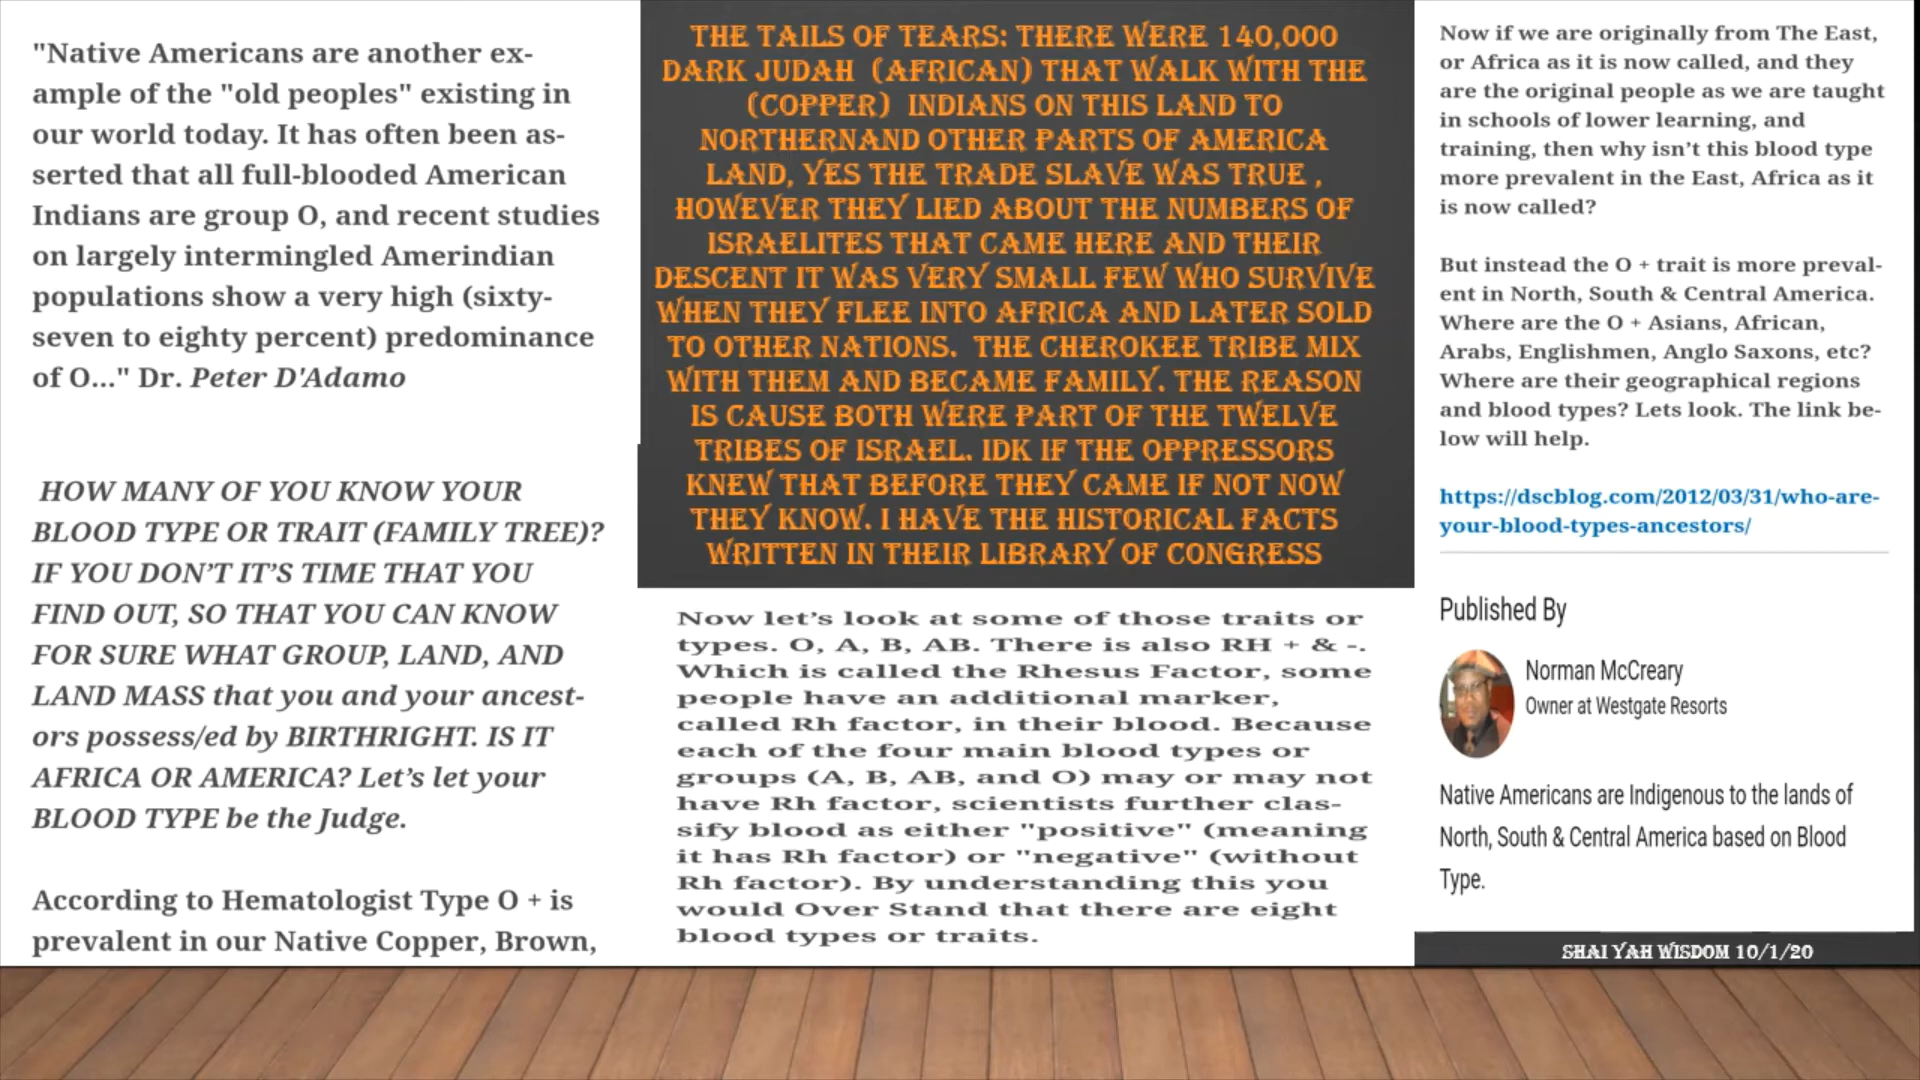 "Native Americans are another ex-
ample of the "old peoples" existing in
our world today. It has often been as-
serted that all full-blooded American
Indians are group O, and recent studies
on largely intermingled Amerindian
populations show a very high (sixty-
seven to eighty percent) predominance
of O..." Dr. Peter D'Adamo
HOW MANY OF YOU KNOW YOUR
BLOOD TYPE OR TRAIT (FAMILY TREE)?
IF YOU DON'T IT'S TIME THAT YOU
FIND OUT, SO THAT YOU CAN KNOW
FOR SURE WHAT GROUP, LAND, AND
LAND MASS that you and your ancest-
ors possess/ed by BIRTHRIGHT. IS IT
AFRICA OR AMERICA? Let's let your
BLOOD TYPE be the Judge.
According to Hematologist Type O + is
prevalent in our Native Copper, Brown,
THE TAILS OF TEARS: THERE WERE 140,000
DARK JUDAH (AFRICAN) THAT WALK WITH THE
(COPPER) INDIANS ON THIS LAND TO
NORTHERNAND OTHER PARTS OF AMERICA
LAND, YES THE TRADE SLAVE WAS TRUE ,
HOWEVER THEY LIED ABOUT THE NUMBERS OF
ISRAELITES THAT CAME HERE AND THEIR
DESCENT IT WAS VERY SMALL FEW WHO SURVIVE
WHEN THEY FLEE INTO AFRICA AND LATER SOLD
TO OTHER NATIONS. THE CHEROKEE TRIBE MIX
WITH THEM AND BECAME FAMILY. THE REASON
IS CAUSE BOTH WERE PART OF THE TWELVE
TRIBES OF ISRAEL. IDK IF THE OPPRESSORS
KNEW THAT BEFORE THEY CAME IF NOT NOW
THEY KNOW. I HAVE THE HISTORICAL FACTS
WRITTEN IN THEIR LIBRARY OF CONGRESS
Now let's look at some of those traits or
types. O, A, B, AB. There is also RH + & -.
Which is called the Rhesus Factor, some
people have an additional marker,
called Rh factor, in their blood. Because
each of the four main blood types or
groups (A, B, AB, and O) may or may not
have Rh factor, scientists further clas-
sify blood as either "positive" (meaning
it has Rh factor) or "negative" (without
Rh factor). By understanding this you
would Over Stand that there are eight
blood types or traits.
Now if we are originally from The East,
or Africa as it is now called, and they
are the original people as we are taught
in schools of lower learning, and
training, then why isn't this blood type
more prevalent in the East, Africa as it
is now called?
But instead the O + trait is more preval-
ent in North, South & Central America.
Where are the O + Asians, African,
Arabs, Englishmen, Anglo Saxons, etc?
Where are their geographical regions
and blood types? Lets look. The link be-
low will help.
https://dscblog.com/2012/03/31/who-are-
your-blood-types-ancestors/
Published By
Norman McCreary
Owner at Westgate Resorts
Native Americans are Indigenous to the lands of
North, South & Central America based on Blood
Type.
SHAI YAH WISDOM 10/1/20